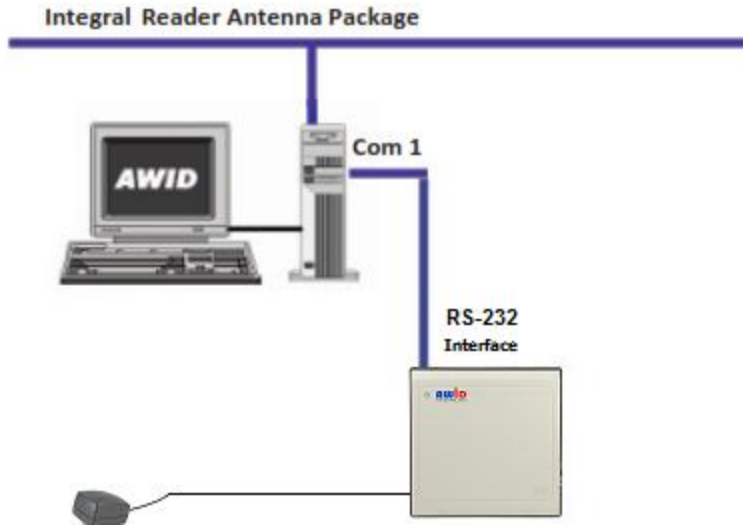 Integral Reader Antenna Package
Com 1
AWID
RS-232
Interface
AWID